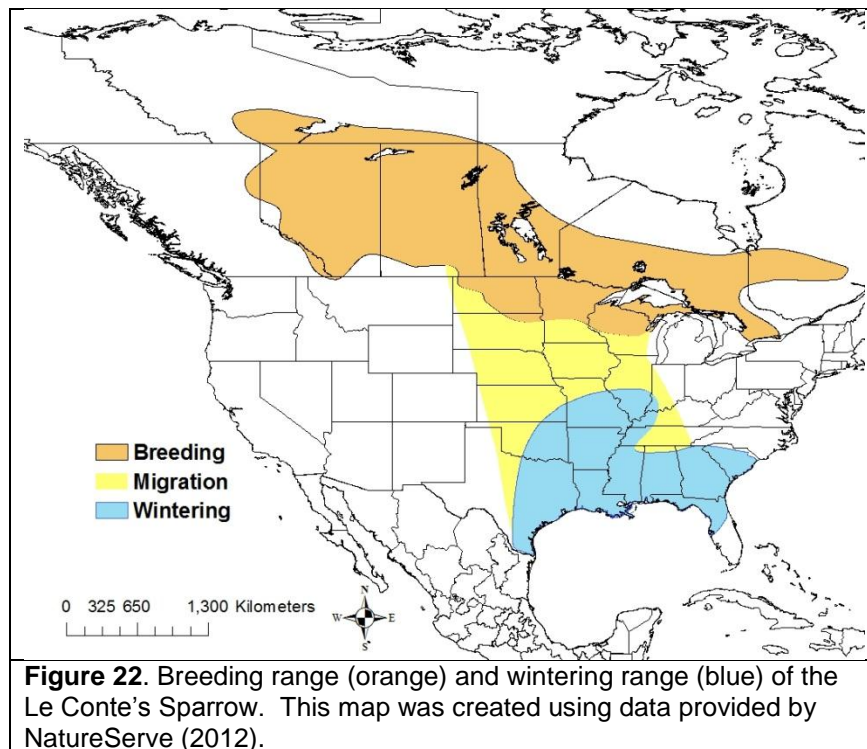 Breeding
Migration
Wintering
0 325 650 1,300 Kilometers
N
W E
S
Figure 22. Breeding range (orange) and wintering range (blue) of the
Le Conte’s Sparrow. This map was created using data provided by
NatureServe (2012).